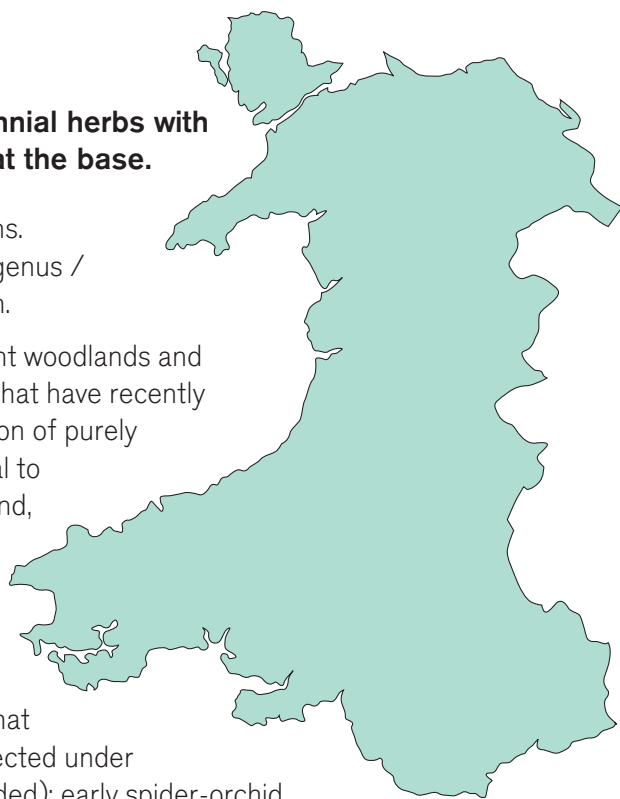 nnial herbs with
at the base.
ns.
genus /
n.
nt woodlands and
that have recently
on of purely
al to
nd,
hat
ected under
ded): early spider-orchid